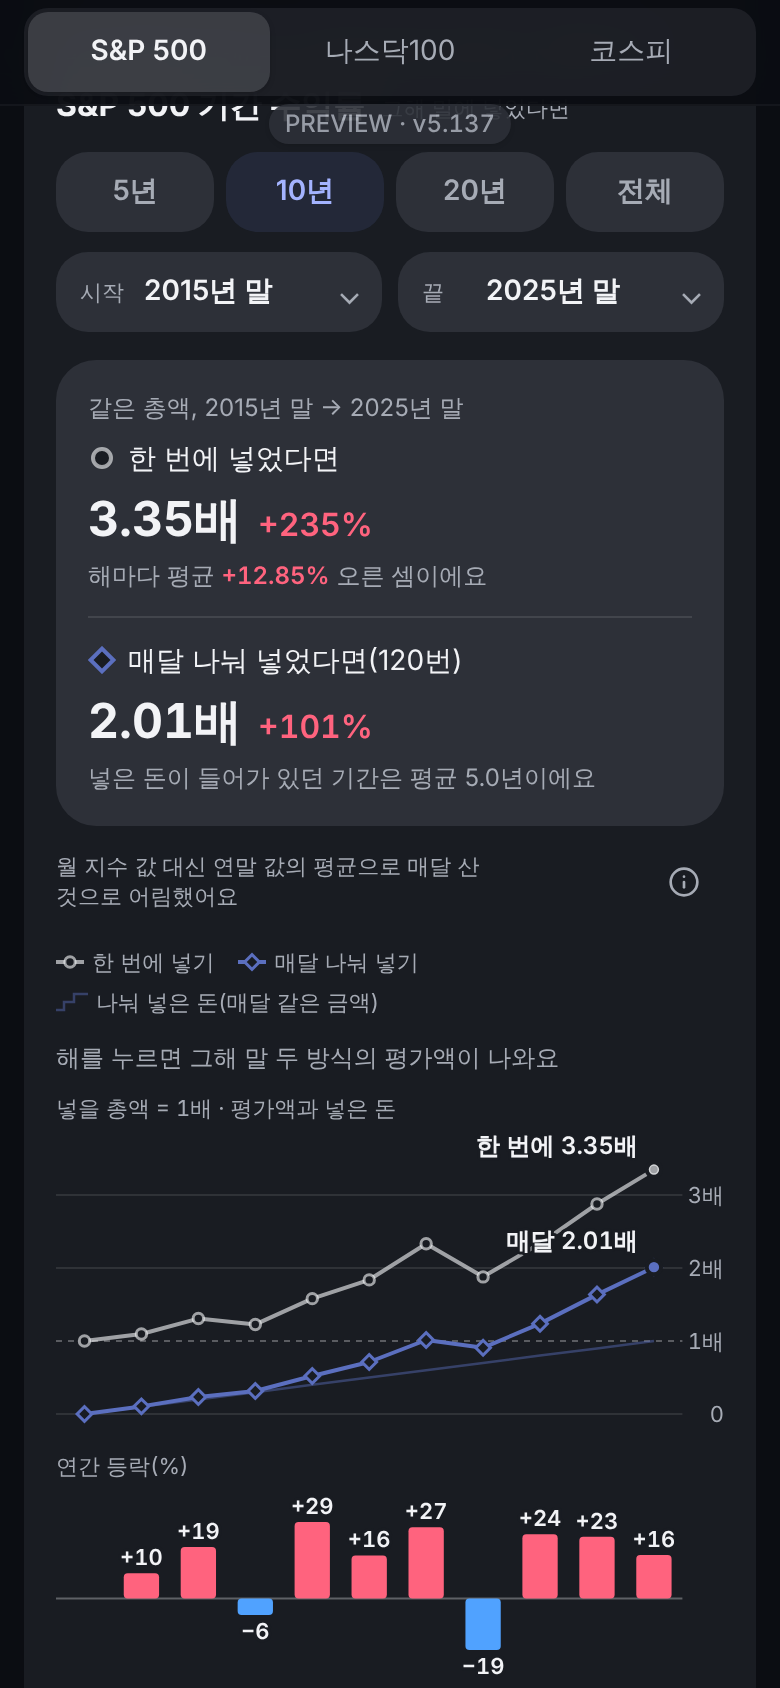 S&P 500 나스닥100 코스피
S&P 500 기간 수익률 있었다면
PREVIEW · v5.137
5년 10년 20년 전체
시작 2015년 말 끝 2025년 말
같은 총액, 2015년 말 → 2025년 말
한 번에 넣었다면
3.35배 +235%
해마다 평균 +12.85% 오른 셈이에요
매달 나눠 넣었다면(120번)
2.01배 +101%
넣은 돈이 들어가 있던 기간은 평균 5.0년이에요
월 지수 값 대신 연말 값의 평균으로 매달 산
것으로 어림했어요
한 번에 넣기 매달 나눠 넣기
나눠 넣은 돈(매달 같은 금액)
해를 누르면 그해 말 두 방식의 평가액이 나와요
넣을 총액 = 1배 · 평가액과 넣은 돈
한 번에 3.35배
3배
매달 2.01배
2배
1배
0
연간 등락(%)
+10 +19 −6 +29 +16 +27 −19 +24 +23 +16